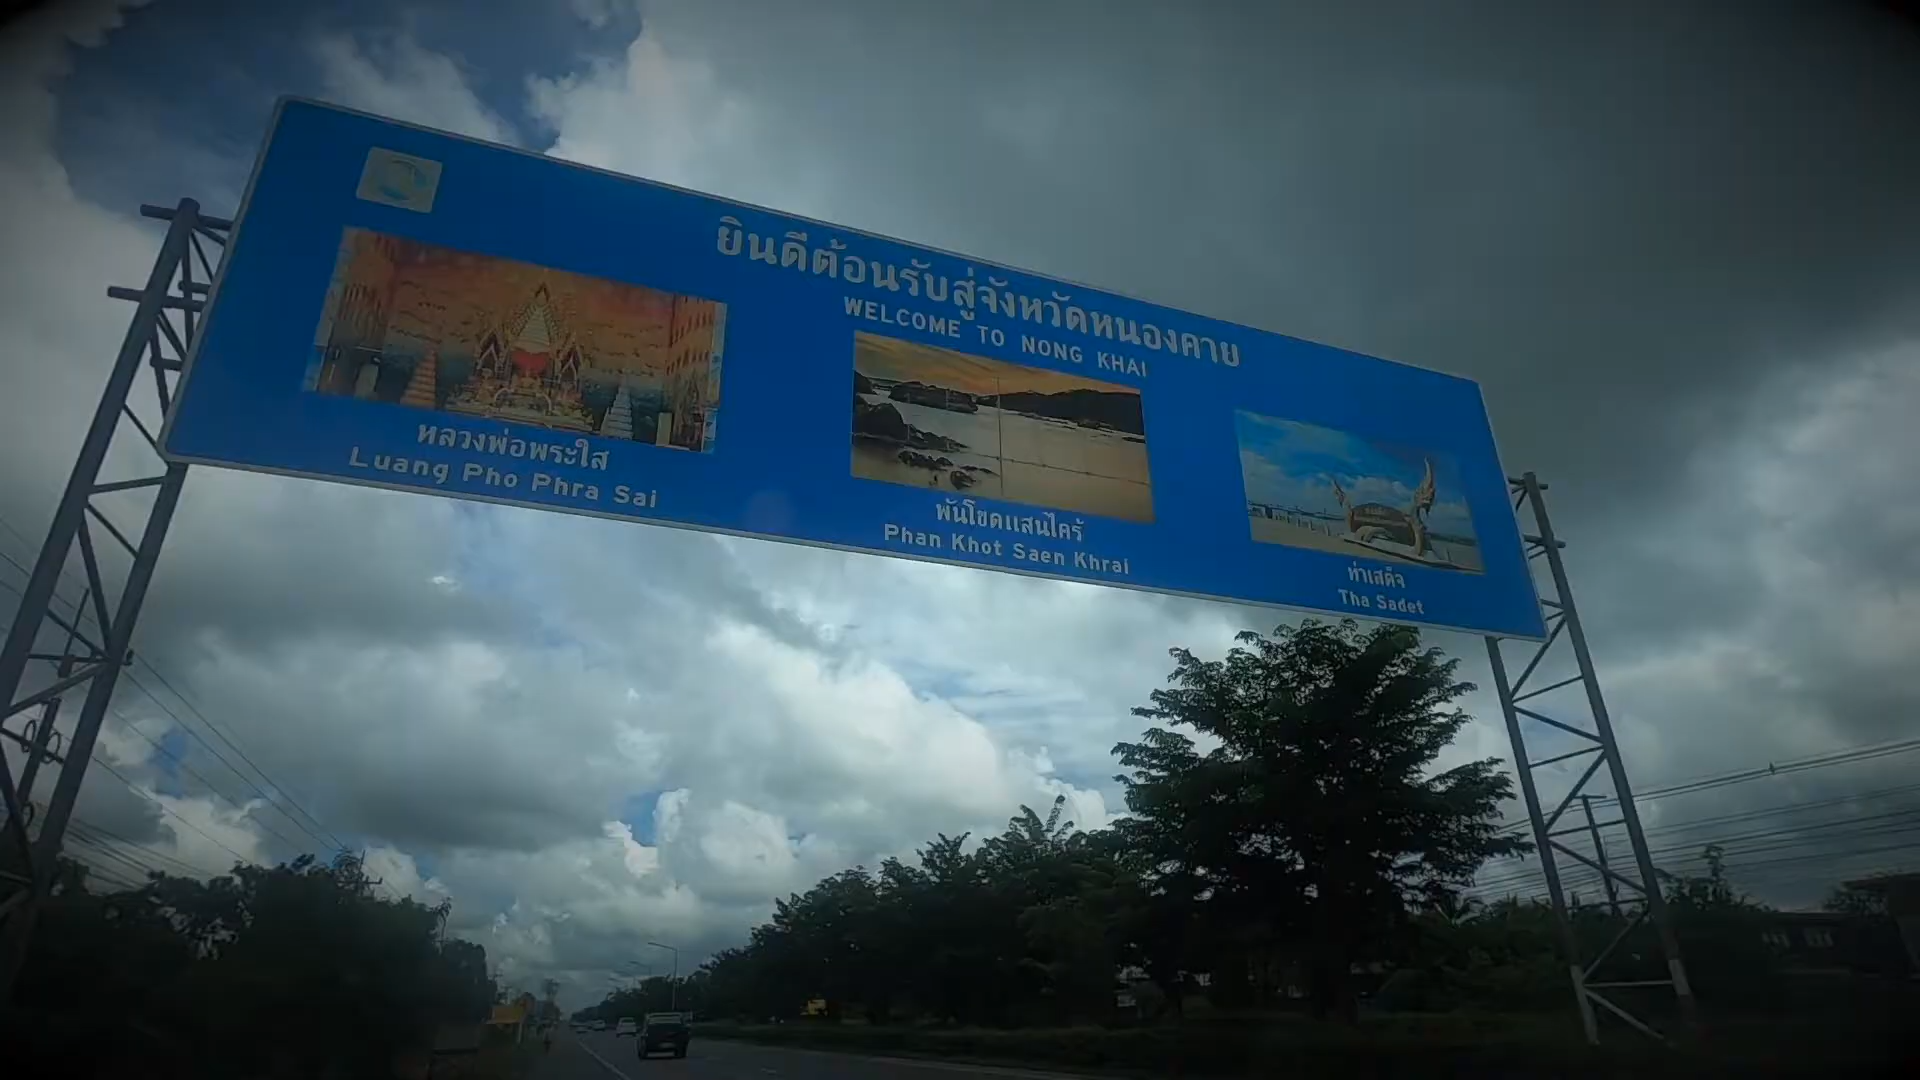 ยินดีต้อนรับสู่จังหวัดหนองคาย
WELCOME TO NONG KHAI
หลวงพ่อพระใส
Luang Pho Phra Sai
พันโขดแสนไคร้
Phan Khot Saen Khrai
ท่าเสด็จ
Tha Sadet